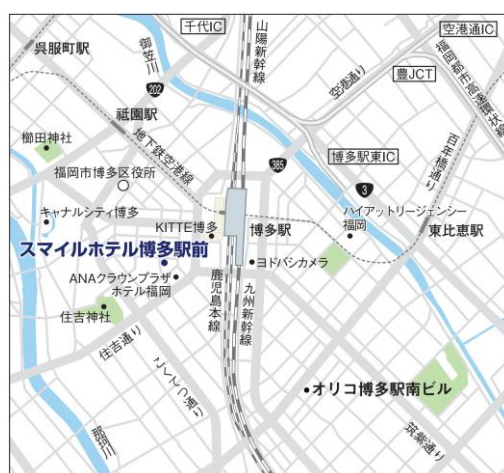 千代IC
空港通IC
呉服町駅
御笠川
山陽新幹線
豊JCT
福岡都市高速環状線
空港通り
202
祇園駅
百年橋通り
櫛田神社
地下鉄空港線
博多駅東IC
385
福岡市博多区役所
3
キャナルシティ博多
ハイアットリージェンシー
福岡
KITTE博多
博多駅
東比恵駅
スマイルホテル博多駅前
ヨドバシカメラ
ANAクラウンプラザ
ホテル福岡
鹿児島本線
九州新幹線
住吉神社
住吉通り
こくてつ通り
オリコ博多駅南ビル
那珂川
筑紫通り